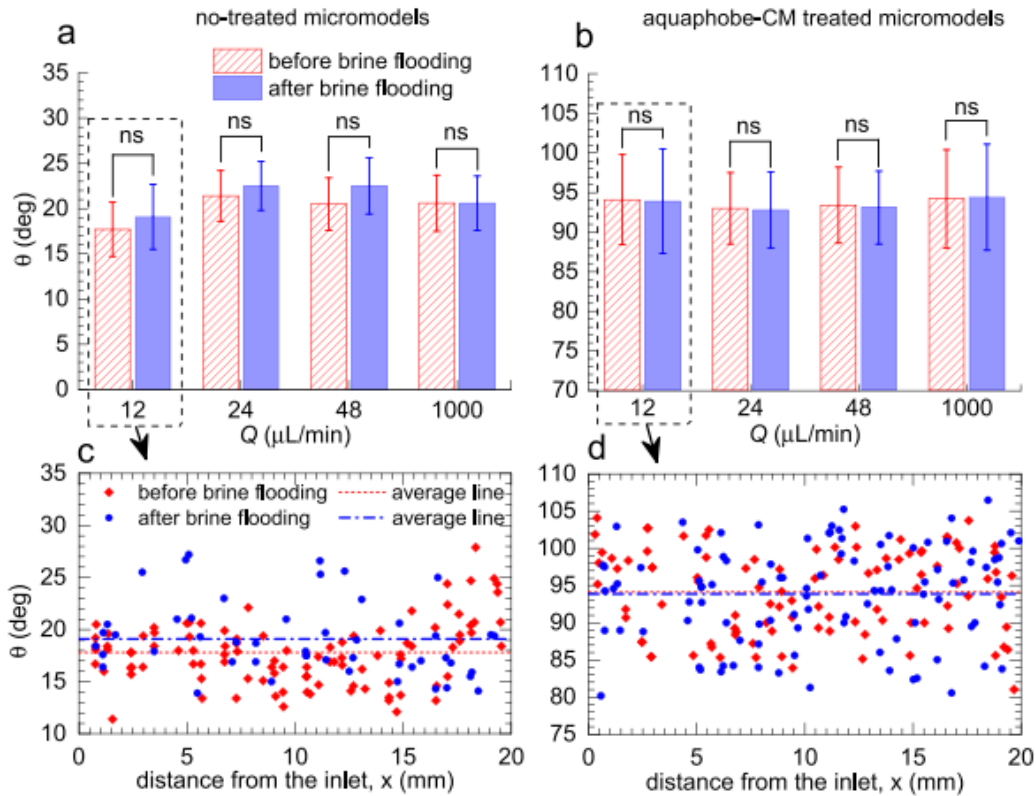 no-treated micromodels
aquaphobe-CM treated micromodels
a
before brine flooding
after brine flooding
ns
ns
ns
ns
35
30
25
20
15
10
5
0
θ (deg)
12
24
48
1000
Q (μL/min)
b
ns
ns
ns
ns
110
105
100
95
90
85
80
75
70
12
24
48
1000
Q (μL/min)
c
before brine flooding
average line
after brine flooding
average line
35
30
25
20
15
10
θ (deg)
0
5
10
15
20
distance from the inlet, x (mm)
d
115
110
105
100
95
90
85
80
75
0
5
10
15
20
distance from the inlet, x (mm)